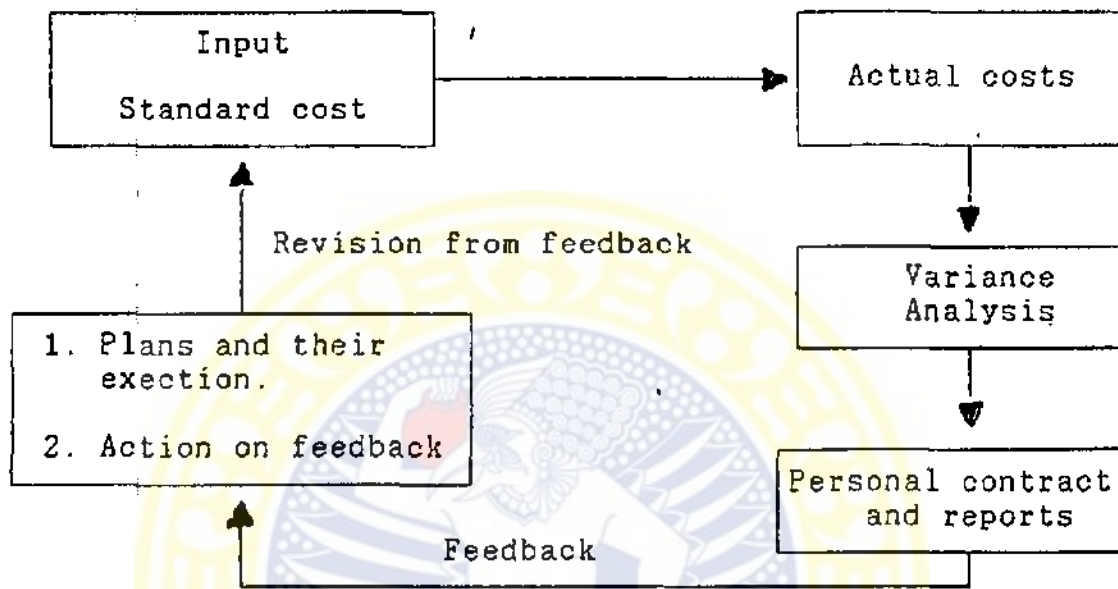 Input
Standard cost
Actual costs
Revision from feedback
Variance
Analysis
1. Plans and their
exection.
2. Action on feedback
Personal contract
and reports
Feedback